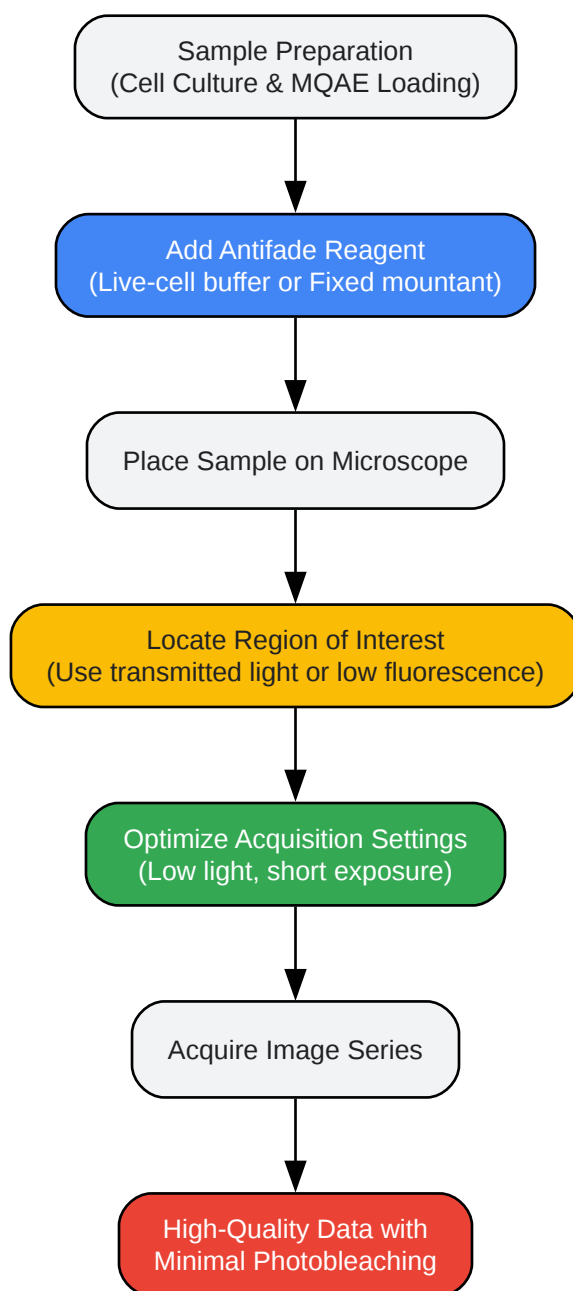 Sample Preparation
(Cell Culture & MQAE Loading)
Add Antifade Reagent
(Live-cell buffer or Fixed mountant)
Place Sample on Microscope
Locate Region of Interest
(Use transmitted light or low fluorescence)
Optimize Acquisition Settings
(Low light, short exposure)
Acquire Image Series
High-Quality Data with
Minimal Photobleaching